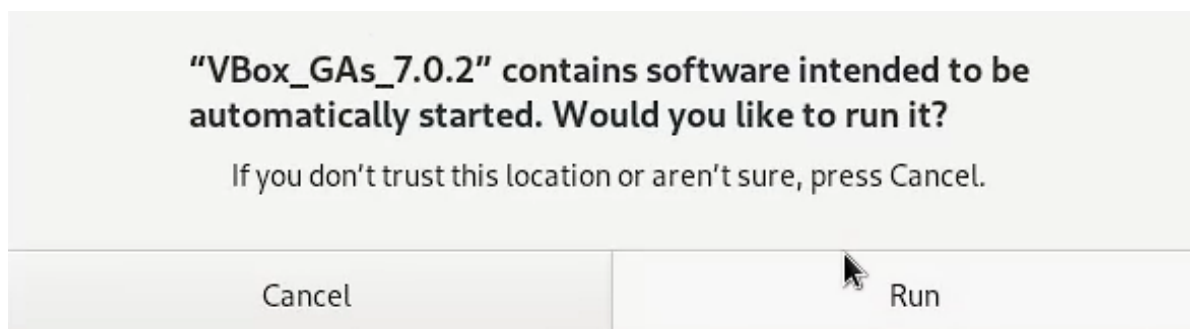 “VBox_GAs_7.0.2” contains software intended to be
automatically started. Would you like to run it?
If you don’t trust this location or aren’t sure, press Cancel.
Cancel
Run